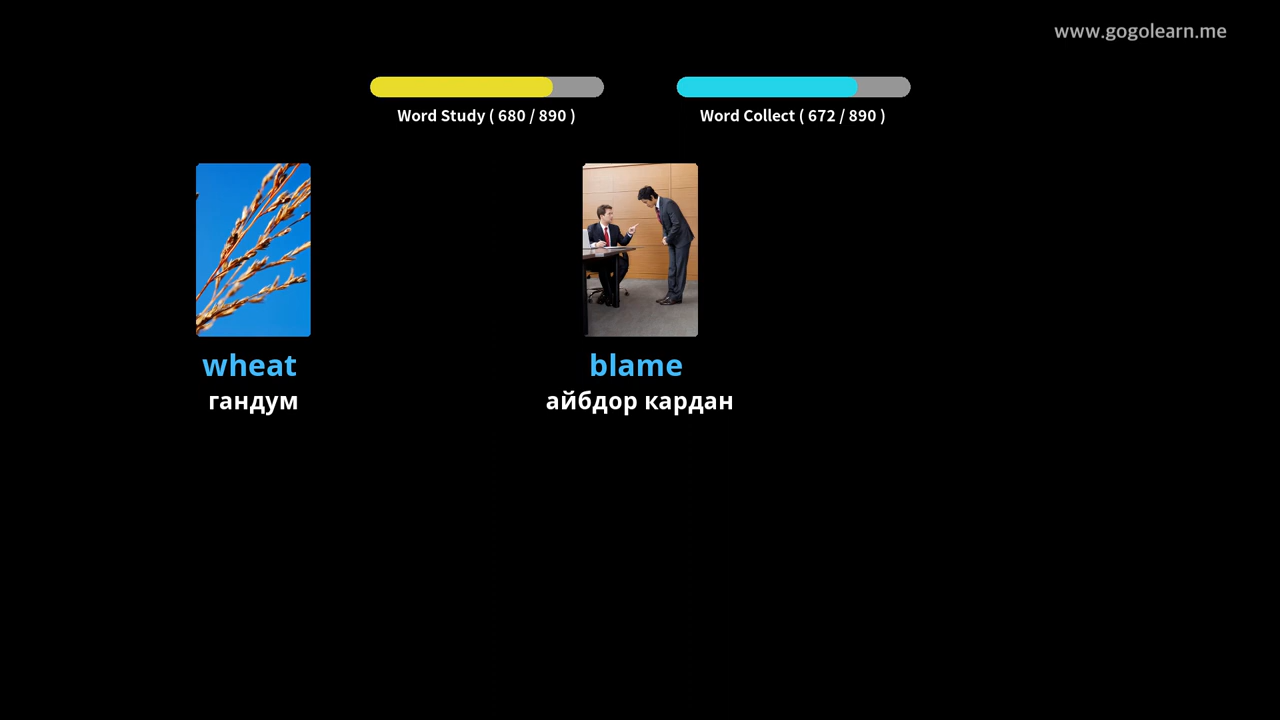 www.gogolearn.me
Word Study ( 680 / 890 )
Word Collect ( 672 / 890 )
wheat
гандум
blame
айбдор кардан